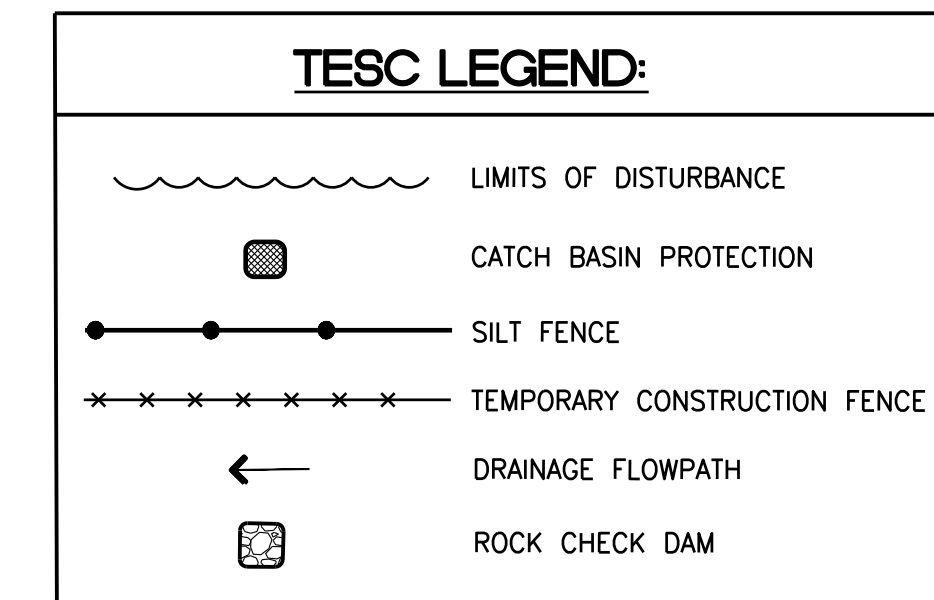 TESC LEGEND:
LIMITS OF DISTURBANCE
CATCH BASIN PROTECTION
SILT FENCE
TEMPORARY CONSTRUCTION FENCE
DRAINAGE FLOWPATH
ROCK CHECK DAM